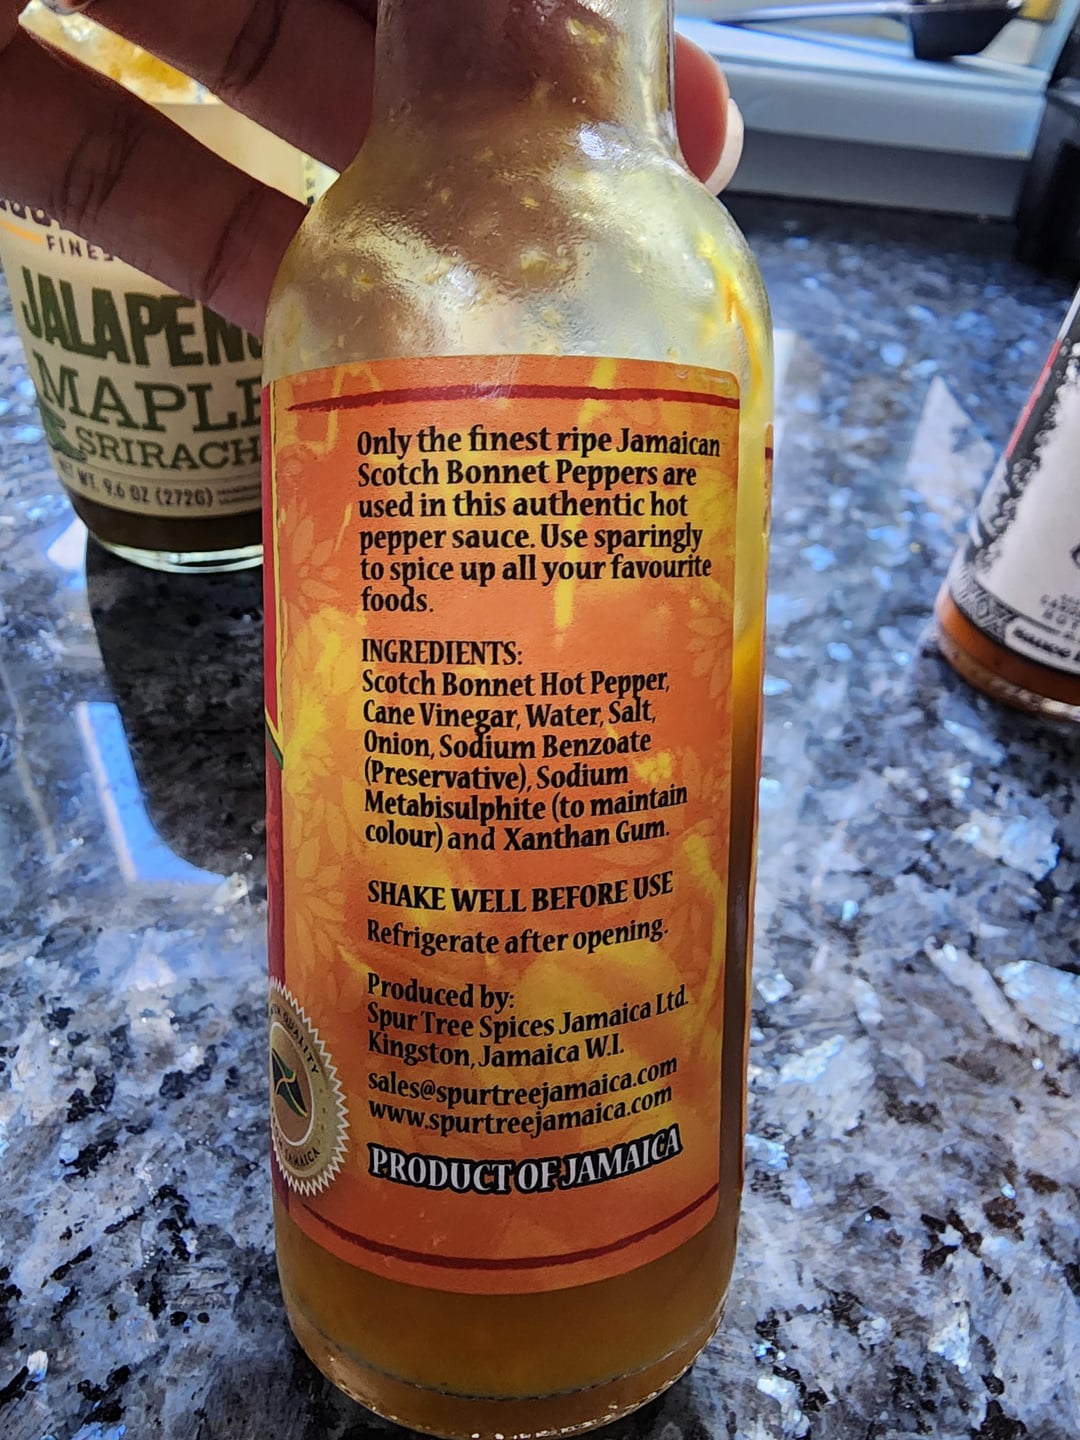 FINES
JALAPEN
MAPLE
SRIRACH
NET WT. 9.6 OZ (272G)
Only the finest ripe Jamaican
Scotch Bonnet Peppers are
used in this authentic hot
pepper sauce. Use sparingly
to spice up all your favourite
foods.
INGREDIENTS:
Scotch Bonnet Hot Pepper,
Cane Vinegar, Water, Salt,
Onion, Sodium Benzoate
(Preservative), Sodium
Metabisulphite (to maintain
colour) and Xanthan Gum.
SHAKE WELL BEFORE USE
Refrigerate after opening.
Produced by:
Spur Tree Spices Jamaica Ltd.
Kingston, Jamaica W.I.
sales@spurtreejamaica.com
www.spurtreejamaica.com
PRODUCT OF JAMAICA
QUALITY
JAMAICA